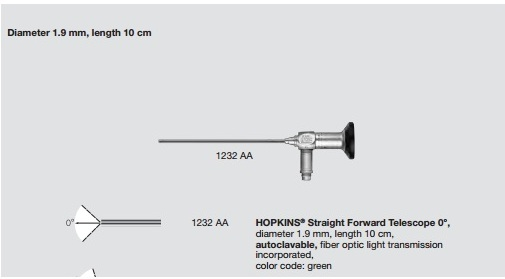 Diameter 1.9 mm, length 10 cm
1232 AA
0°
1232 AA
HOPKINS® Straight Forward Telescope 0°,
diameter 1.9 mm, length 10 cm,
autoclavable, fiber optic light transmission
incorporated,
color code: green